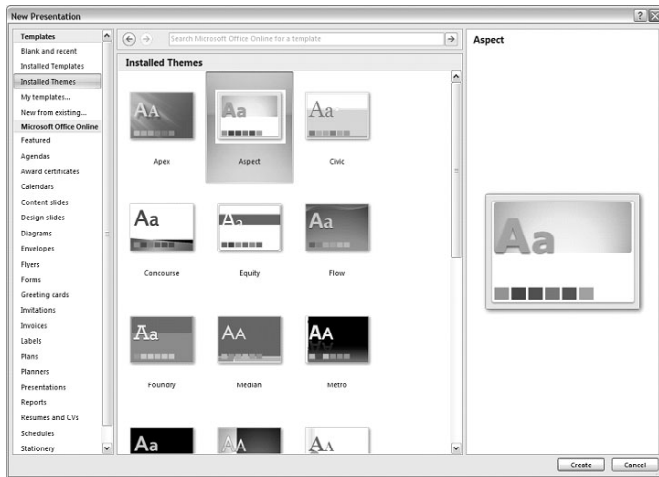 New Presentation
Templates
Blank and recent
Installed Templates
Installed Themes
My templates...
New from existing...
Microsoft Office Online
Featured
Agendas
Award certificates
Calendars
Content slides
Design slides
Diagrams
Envelopes
Flyers
Forms
Greeting cards
Invitations
Invoices
Labels
Plans
Planners
Presentations
Reports
Resumes and CVs
Schedules
Stationery
Search Microsoft Office Online for a template
Installed Themes
AA
Aa
Aa
Apex
Aspect
Civic
Aa
Aa
Aa
Concourse
Equity
Flow
Aa
AA
AA
Foundry
Median
Metro
Aa
AA
AA
Aspect
Aa
Create
Cancel